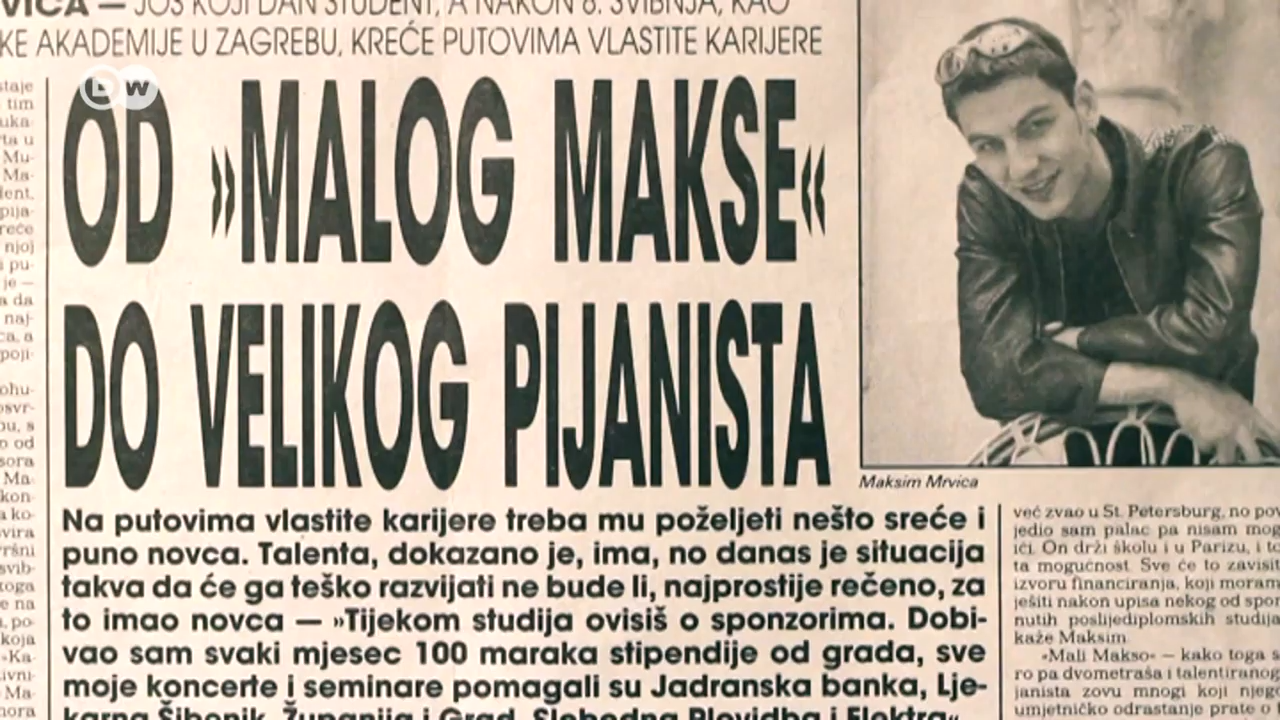 VICA — JOŠ KOJI DAN STUDENT, A NAKON 6. SVIBNJA, KAO
KE AKADEMIJE U ZAGREBU, KREĆE PUTOVIMA VLASTITE KARIJERE
DW
OD »MALOG MAKSE«
DO VELIKOG PIJANISTA
Maksim Mrvica
Na putovima vlastite karijere treba mu poželjeti nešto sreće i
puno novca. Talenta, dokazano je, ima, no danas je situacija
takva da će ga teško razvijati ne bude li, najprostije rečeno, za
to imao novca — »Tijekom studija ovisiš o sponzorima. Dobi-
vao sam svaki mjesec 100 maraka stipendije od grada, sve
moje koncerte i seminare pomagali su Jadranska banka, Lje-
karna Šibenik, Županija i Grad, Slobodna Plovidba i Elektra«
već zvao u St. Petersburg, no pov
jedio sam palac pa nisam mog
ići. On drži školu i u Parizu, i to
ta mogućnost. Sve će to zavisit
izvoru financiranja, koji moram
ješiti nakon upisa nekog od spor
nutih poslijediplomskih studija
kaže Maksim.
»Mali Makso« — kako toga s
ro pa dvometraša i talentiranog
janista zovu mnogi koji njeg
umjetničko odrastanje prate o